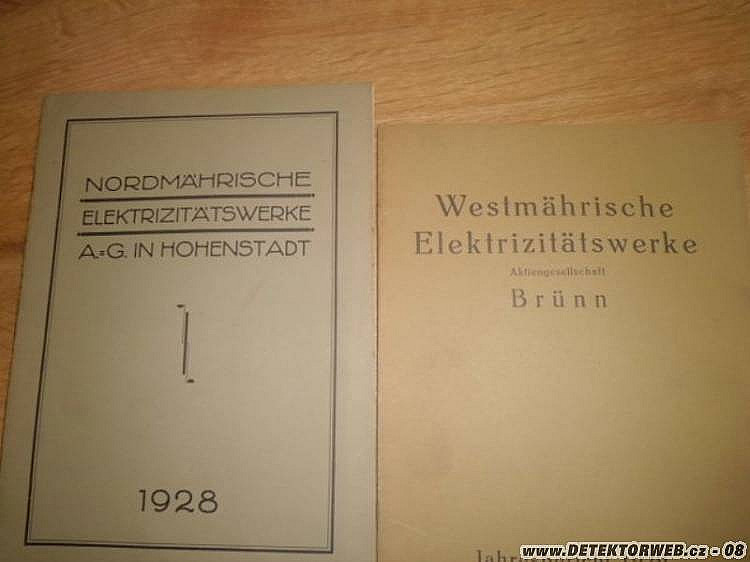 NORDMÄHRISCHE
ELEKTRIZITÄTSWERKE
A.=G. IN HOHENSTADT
1928
Westmährische
Elektrizitätswerke
Aktiengesellschaft
Brünn
www.DETEKTORWEB.cz - 08